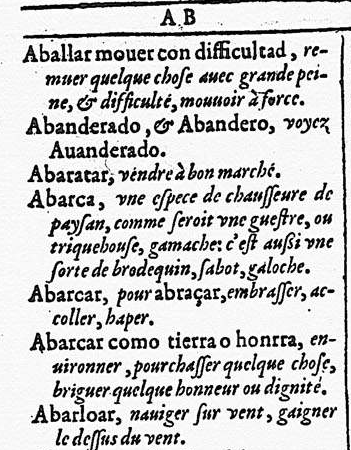 A B
Aballar mouer con difficultad, re-
muer quelque choſe auec grande pei-
ne, & difficulté, mouuoir à force.
Abanderado, & Abandero, voyez
Auanderado.
Abaratar, vendre à bon marché.
Abarca, vne eſpece de chauſſeure de
payſan, comme ſeroit vne gueſtre, ou
triquehouſe, gamache: c'eſt auſſi vne
ſorte de brodequin, ſabot, galoche.
Abarcar, pour abraçar, embraſſer, ac-
coller, haper.
Abarcar como tierra o honrra, en-
uironner, pourchaſſer quelque choſe,
briguer quelque honneur ou dignité.
Abarloar, nauiger ſur vent, gaigner
le deſſus du vent.